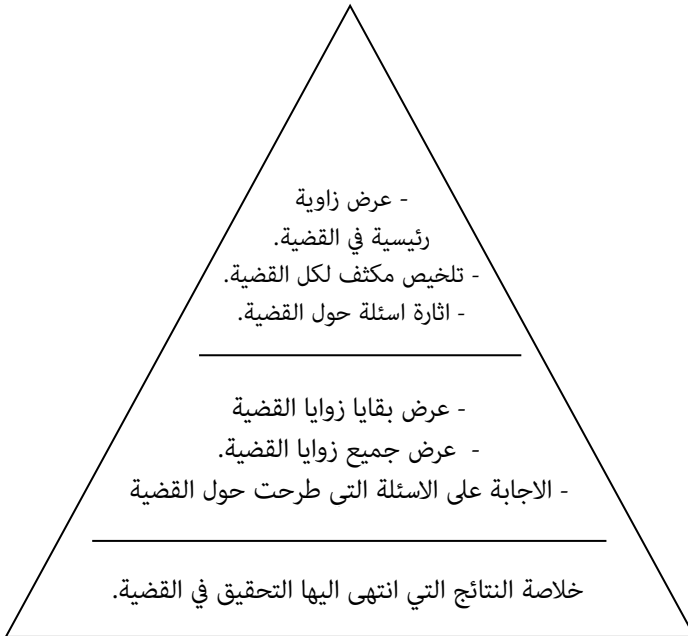 - عرض زاوية
رئيسية في القضية.
- تلخيص مكثف لكل القضية.
- اثارة اسئلة حول القضية.
- عرض بقايا زوايا القضية
- عرض جميع زوايا القضية.
- الاجابة على الاسئلة التى طرحت حول القضية
خلاصة النتائج التي انتهى اليها التحقيق في القضية.